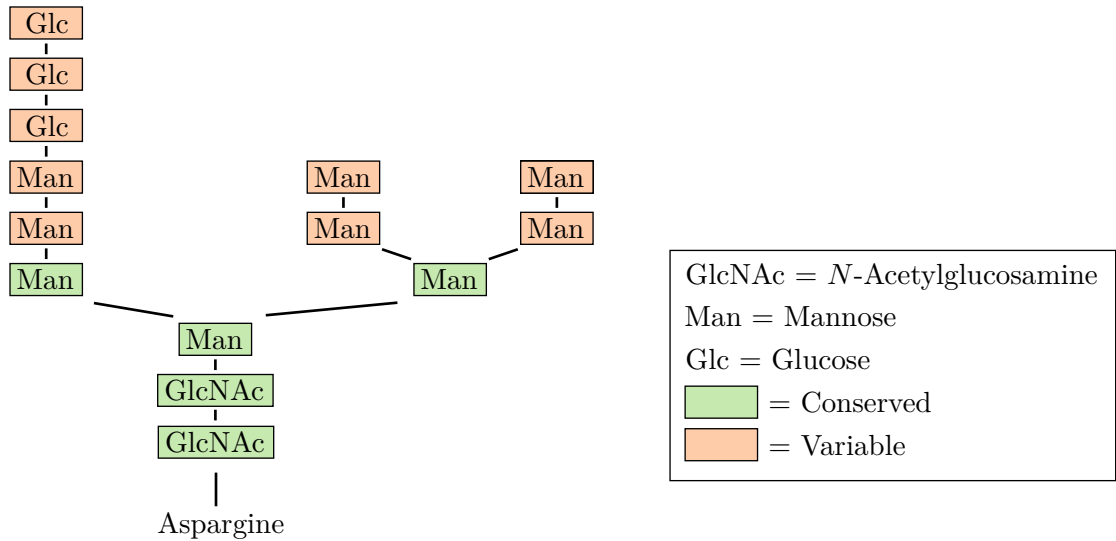 Glc
Glc
Glc
Man Man Man
Man Man Man
Man Man
Man
GlcNAc
GlcNAc
Aspargine
GlcNAc = N-Acetylglucosamine
Man = Mannose
Glc = Glucose
= Conserved
= Variable